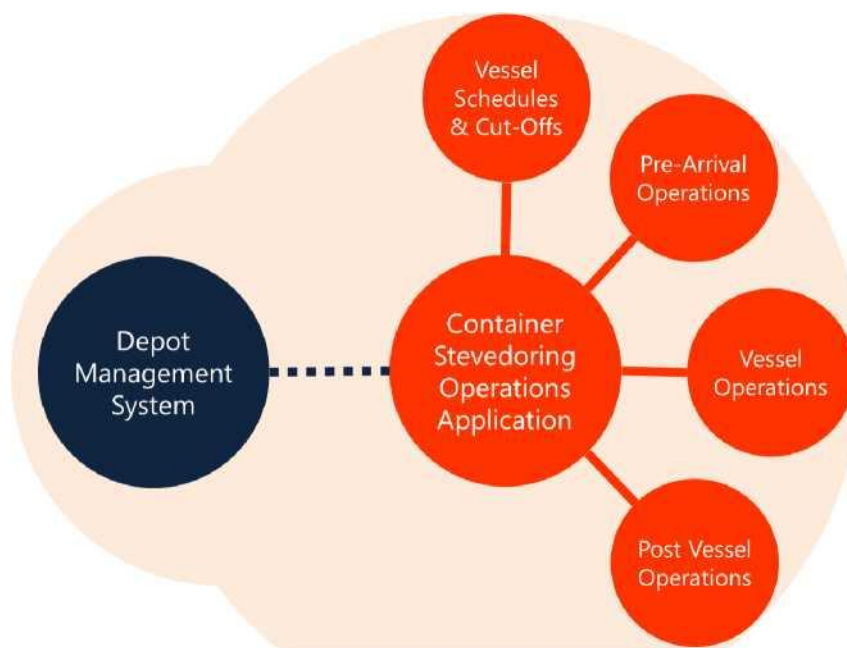 Vessel
Schedules
& Cut-Offs
Pre-Arrival
Operations
Depot
Management
System
Container
Stevedoring
Operations
Application
Vessel
Operations
Post Vessel
Operations